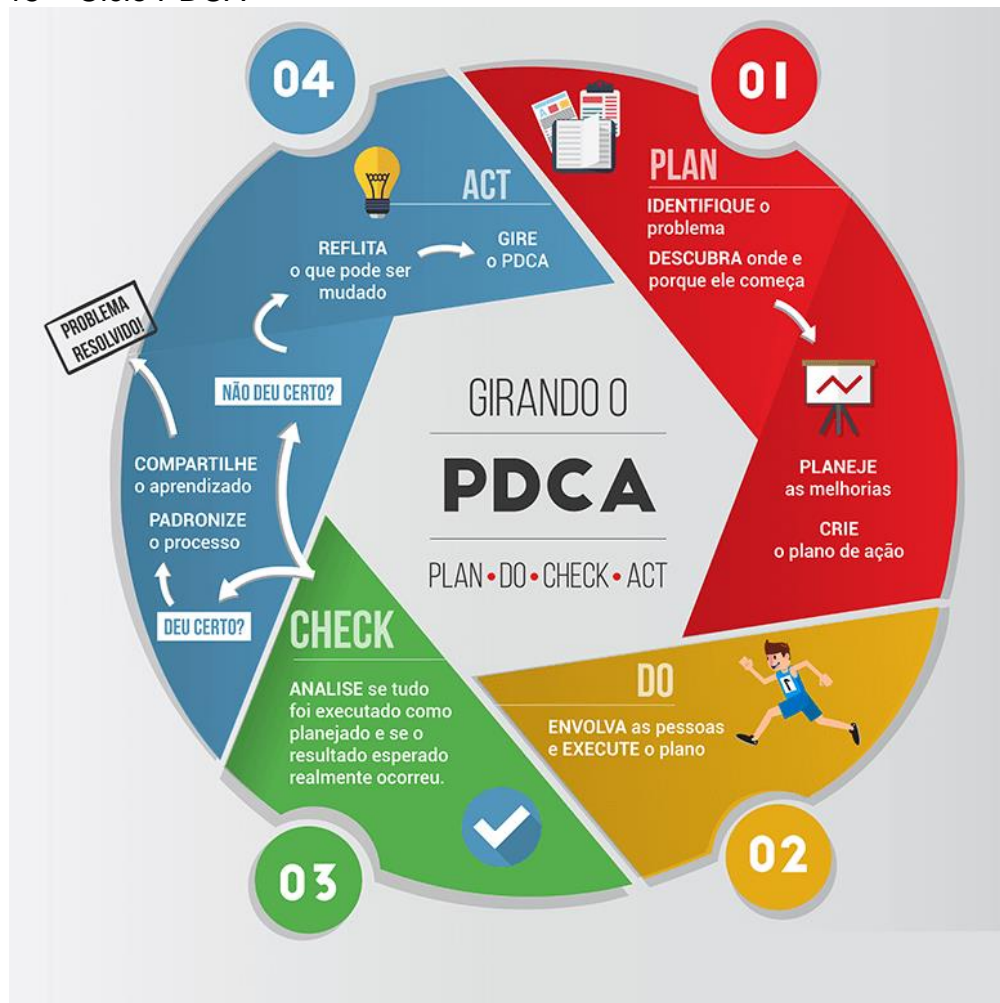 04
01
PLAN
IDENTIFIQUE o
problema
DESCUBRA onde e
porque ele começa
PLANEJE
as melhorias
CRIE
o plano de ação
DO
ENVOLVA as pessoas
e EXECUTE o plano
1
02
CHECK
ANALISE se tudo
foi executado como
planejado e se o
resultado esperado
realmente ocorreu.
03
DEU CERTO?
PADRONIZE
o processo
COMPARTILHE
o aprendizado
PROBLEMA
RESOLVIDO!
NÃO DEU CERTO?
ACT
REFLITA
o que pode ser
mudado
GIRE
o PDCA
GIRANDO O
PDCA
PLAN • DO • CHECK • ACT